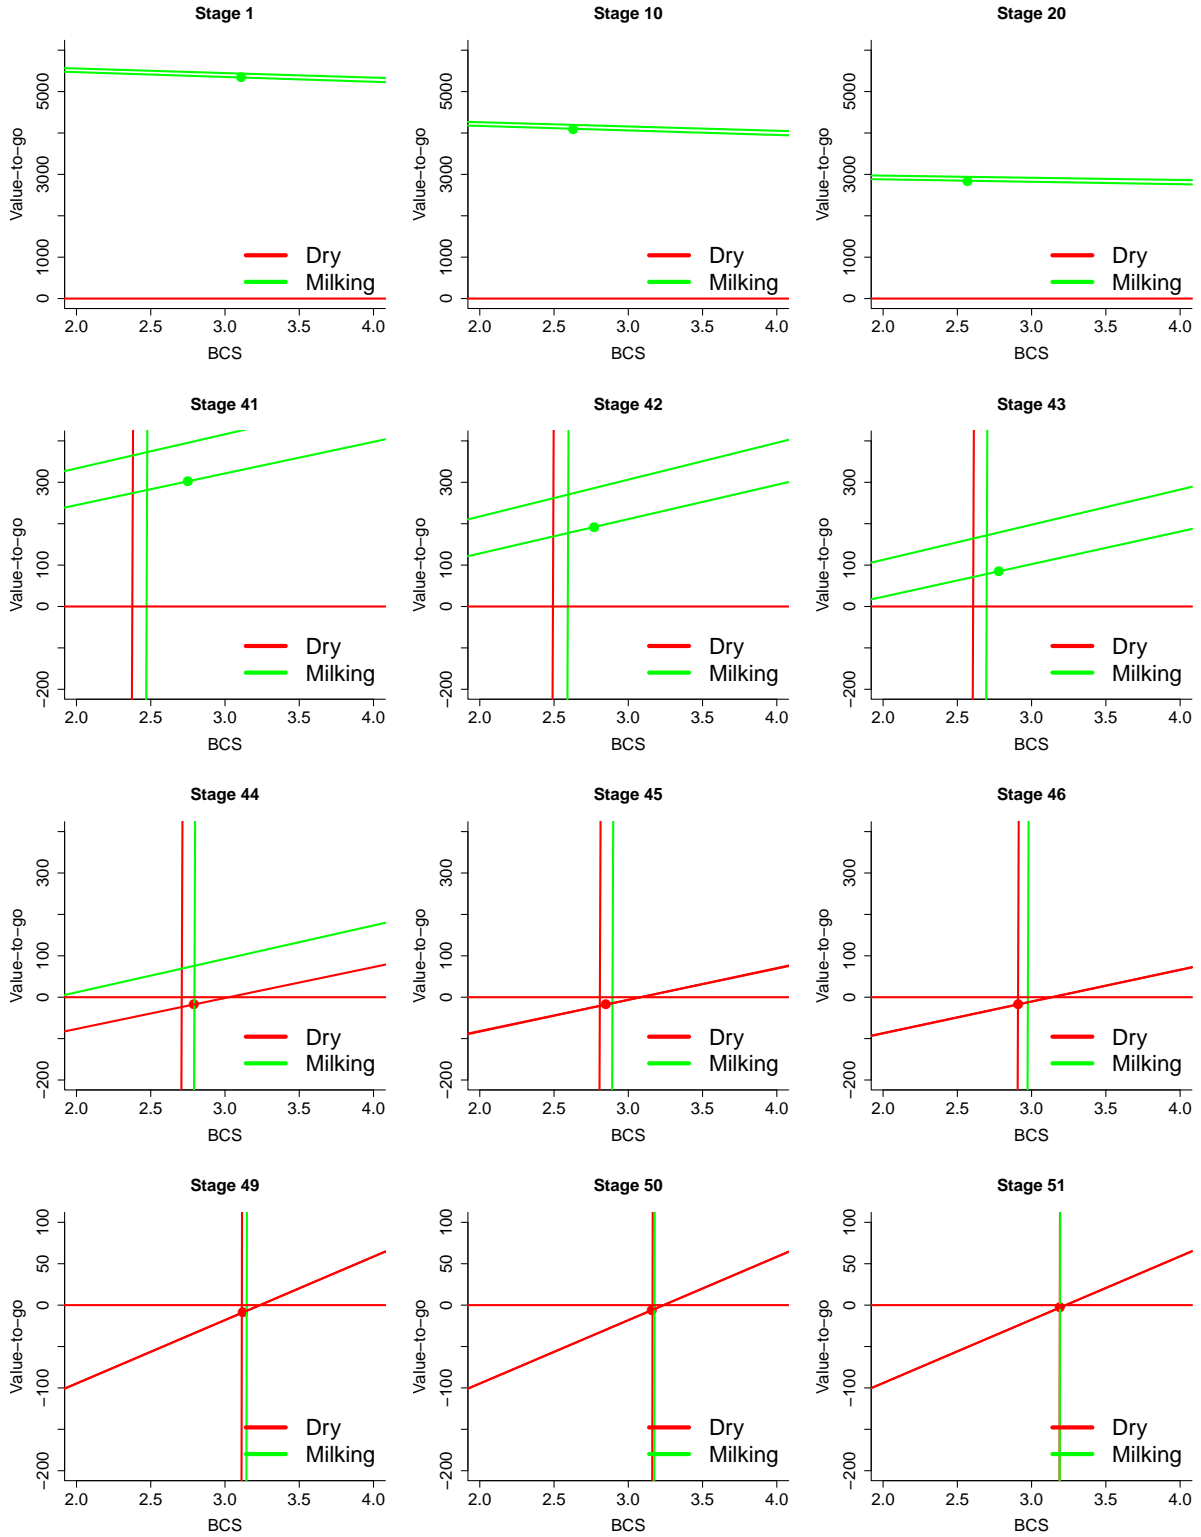 Stage 1
Value−to−go
5000
3000
1000
0
Dry
Milking
2.0 2.5 3.0 3.5 4.0
BCS
Stage 10
Value−to−go
5000
3000
1000
0
Dry
Milking
2.0 2.5 3.0 3.5 4.0
BCS
Stage 20
Value−to−go
5000
3000
1000
0
Dry
Milking
2.0 2.5 3.0 3.5 4.0
BCS
Stage 41
Value−to−go
300
100
0
−200
Dry
Milking
2.0 2.5 3.0 3.5 4.0
BCS
Stage 42
Value−to−go
300
100
0
−200
Dry
Milking
2.0 2.5 3.0 3.5 4.0
BCS
Stage 43
Value−to−go
300
100
0
−200
Dry
Milking
2.0 2.5 3.0 3.5 4.0
BCS
Stage 44
Value−to−go
300
100
0
−200
Dry
Milking
2.0 2.5 3.0 3.5 4.0
BCS
Stage 45
Value−to−go
300
100
0
−200
Dry
Milking
2.0 2.5 3.0 3.5 4.0
BCS
Stage 46
Value−to−go
300
100
0
−200
Dry
Milking
2.0 2.5 3.0 3.5 4.0
BCS
Stage 49
Value−to−go
100
50
0
−100
−200
Dry
Milking
2.0 2.5 3.0 3.5 4.0
BCS
Stage 50
Value−to−go
100
50
0
−100
−200
Dry
Milking
2.0 2.5 3.0 3.5 4.0
BCS
Stage 51
Value−to−go
100
50
0
−100
−200
Dry
Milking
2.0 2.5 3.0 3.5 4.0
BCS